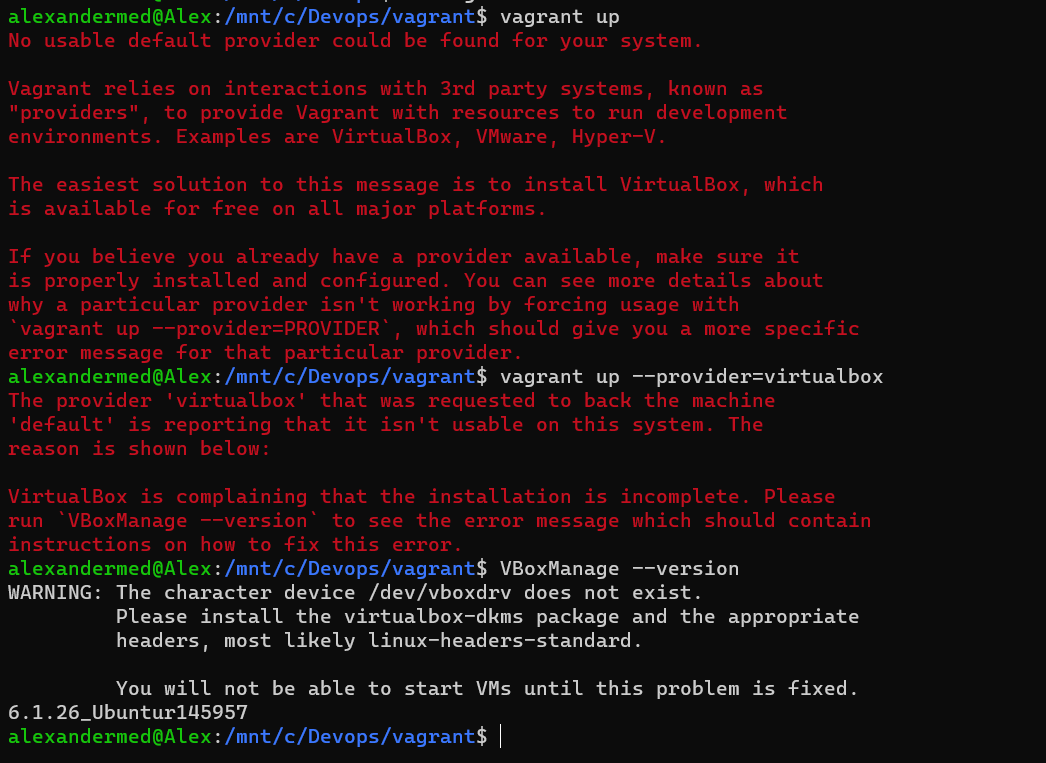 alexandermed@Alex:/mnt/c/Devops/vagrant$ vagrant up
No usable default provider could be found for your system.
Vagrant relies on interactions with 3rd party systems, known as
"providers", to provide Vagrant with resources to run development
environments. Examples are VirtualBox, VMware, Hyper-V.
The easiest solution to this message is to install VirtualBox, which
is available for free on all major platforms.
If you believe you already have a provider available, make sure it
is properly installed and configured. You can see more details about
why a particular provider isn't working by forcing usage with
`vagrant up --provider=PROVIDER`, which should give you a more specific
error message for that particular provider.
alexandermed@Alex:/mnt/c/Devops/vagrant$ vagrant up --provider=virtualbox
The provider 'virtualbox' that was requested to back the machine
'default' is reporting that it isn't usable on this system. The
reason is shown below:
VirtualBox is complaining that the installation is incomplete. Please
run `VBoxManage --version` to see the error message which should contain
instructions on how to fix this error.
alexandermed@Alex:/mnt/c/Devops/vagrant$ VBoxManage --version
WARNING: The character device /dev/vboxdrv does not exist.
Please install the virtualbox-dkms package and the appropriate
headers, most likely linux-headers-standard.
You will not be able to start VMs until this problem is fixed.
6.1.26_Ubuntur145957
alexandermed@Alex:/mnt/c/Devops/vagrant$